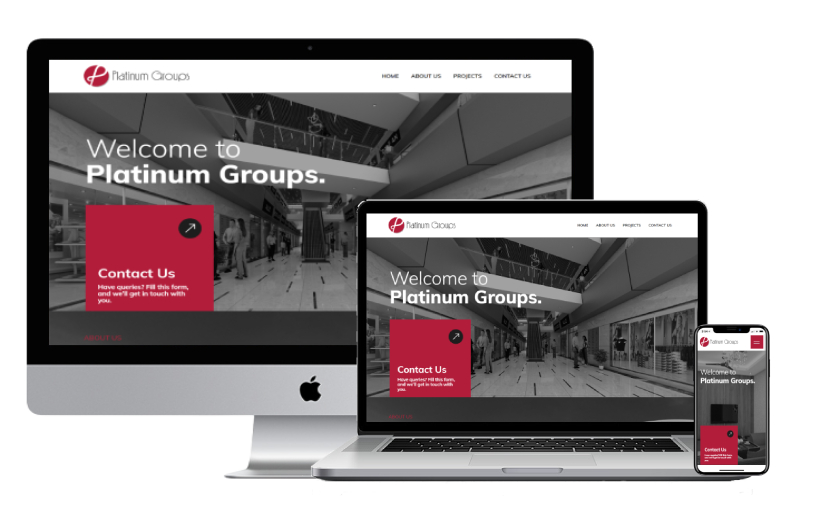 Platinum Groups
HOME ABOUT US PROJECTS CONTACT US
Welcome to
Platinum Groups.
Contact Us
Have queries? Fill this form,
and we'll get in touch with
you.
ABOUT US
Platinum Groups
HOME ABOUT US PROJECTS CONTACT US
Welcome to
Platinum Groups.
Contact Us
Have queries? Fill this form,
and we'll get in touch with
you.
ABOUT US
Platinum Groups
Welcome to
Platinum Groups.
Contact Us